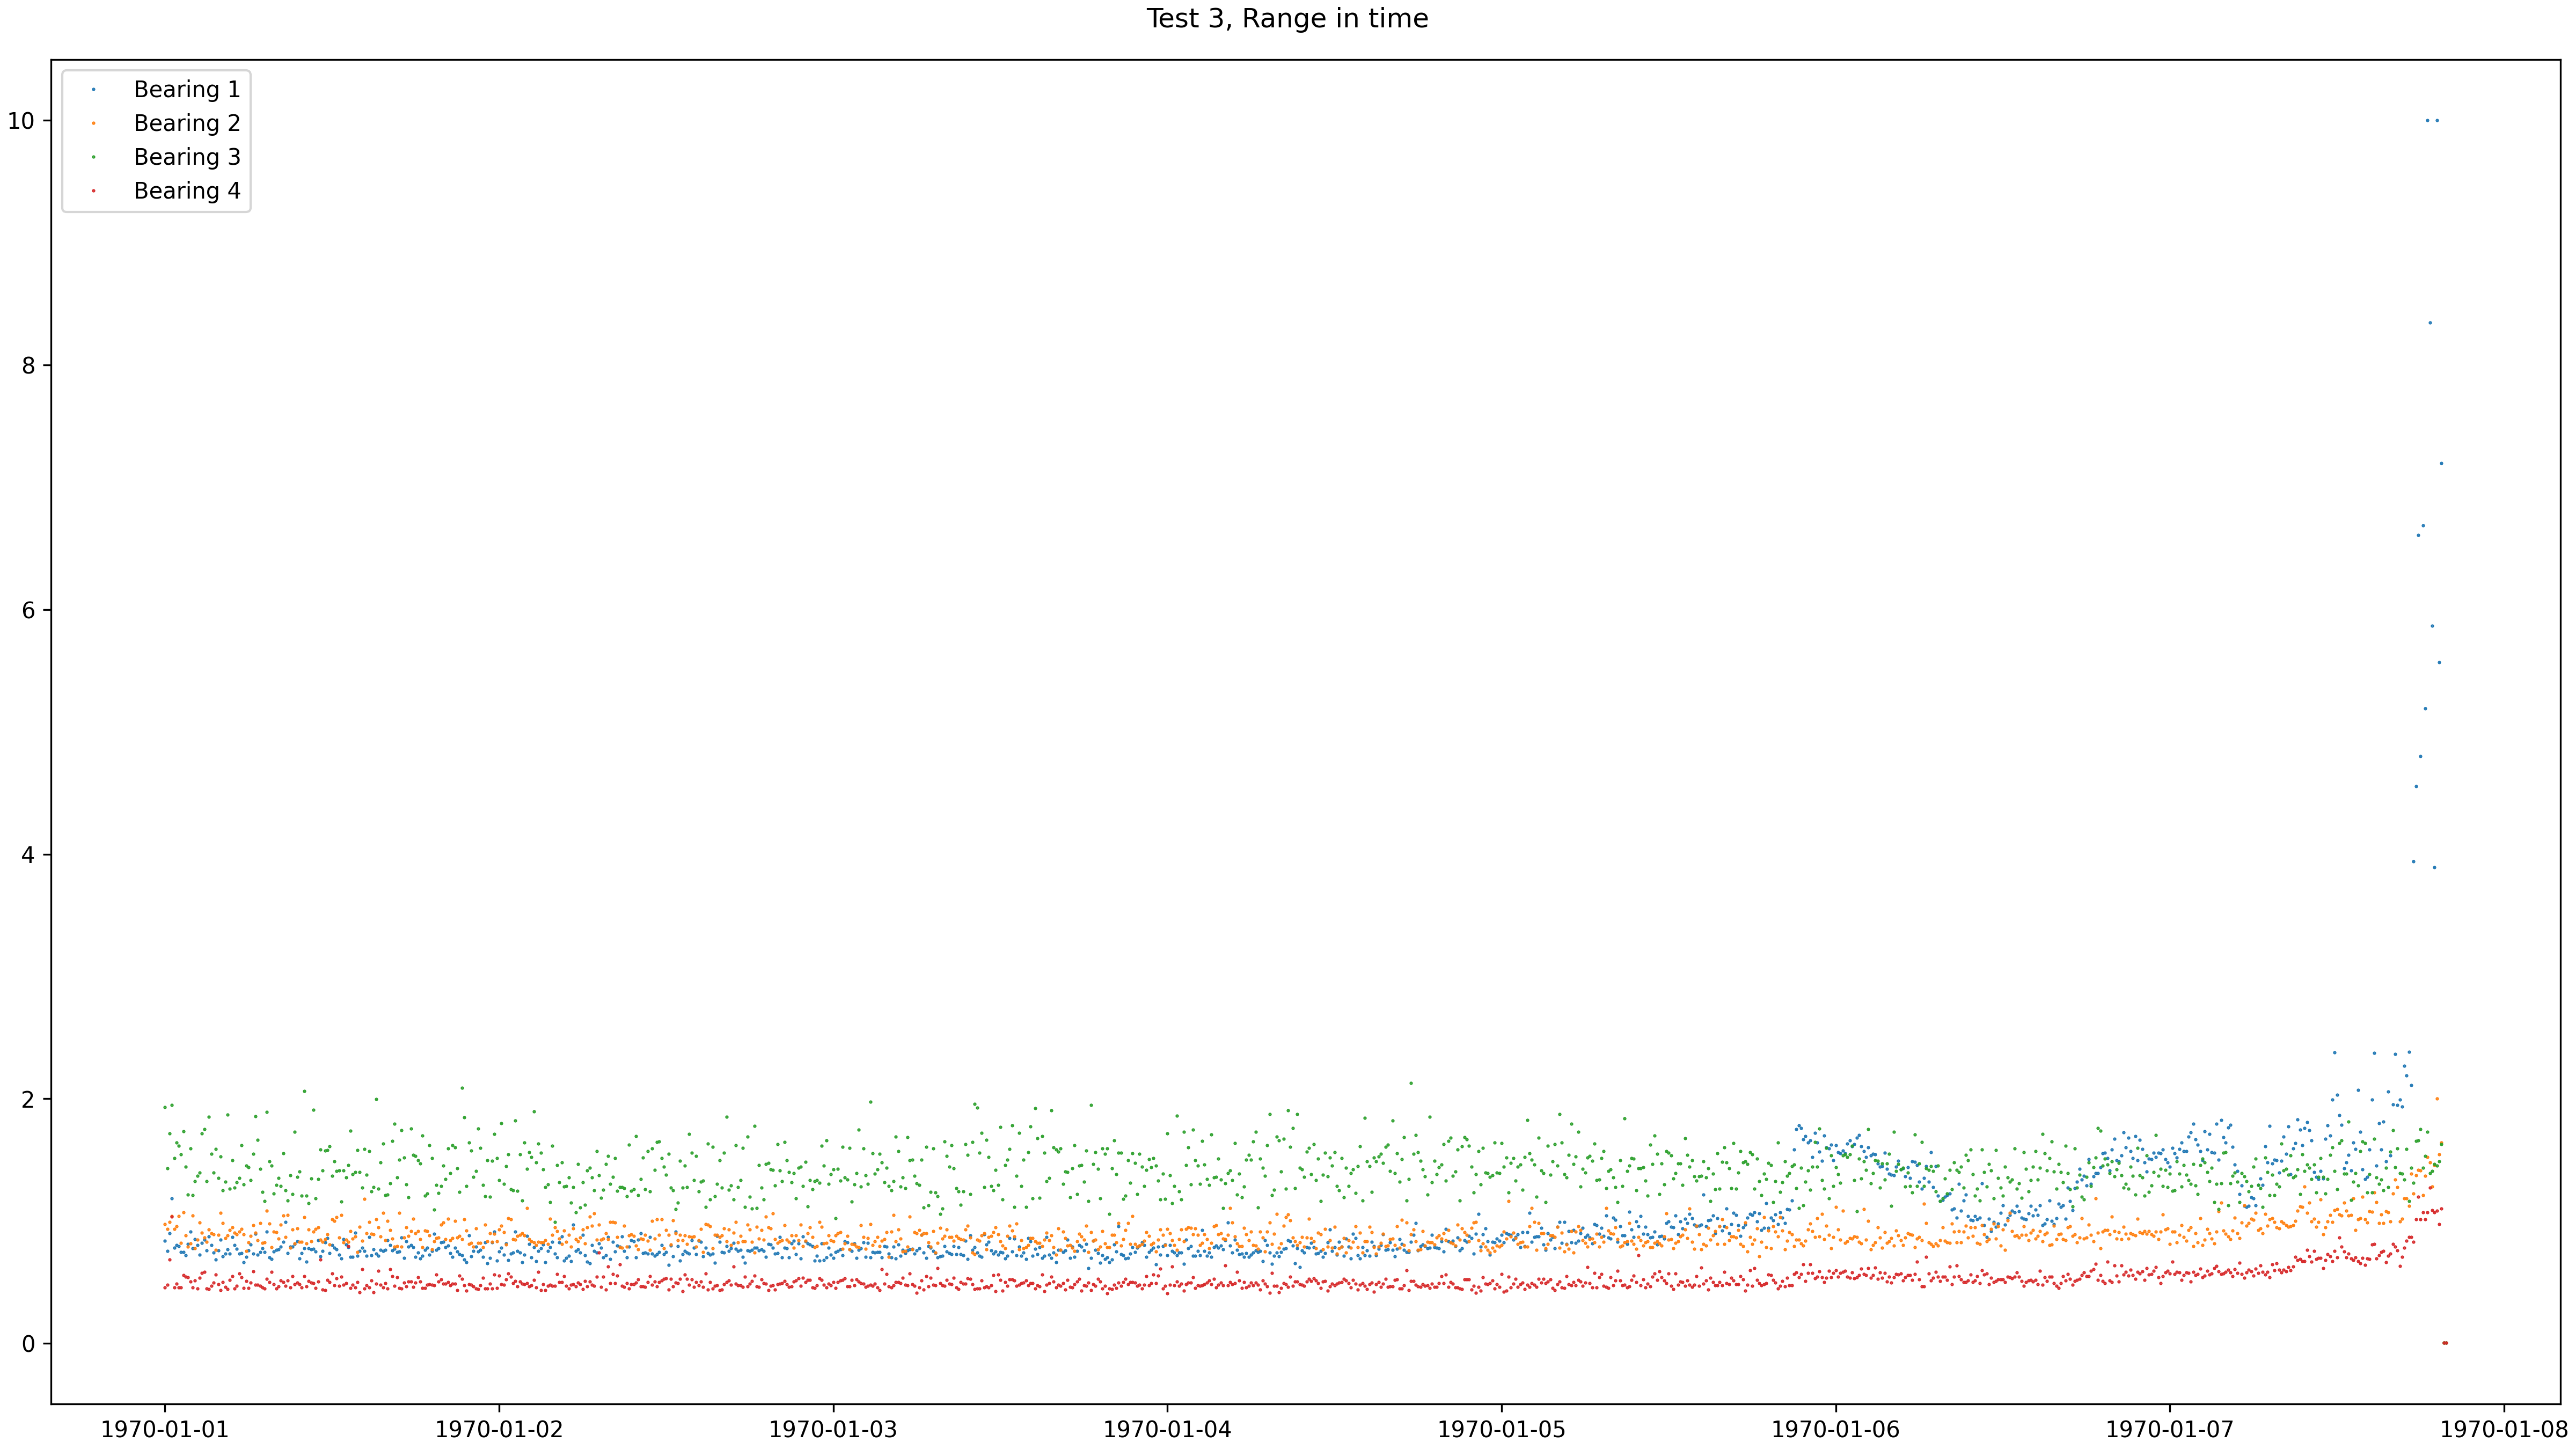 Test 3, Range in time
Bearing 1
Bearing 2
Bearing 3
Bearing 4
10
8
6
4
2
0
1970-01-01 1970-01-02 1970-01-03 1970-01-04 1970-01-05 1970-01-06 1970-01-07 1970-01-08